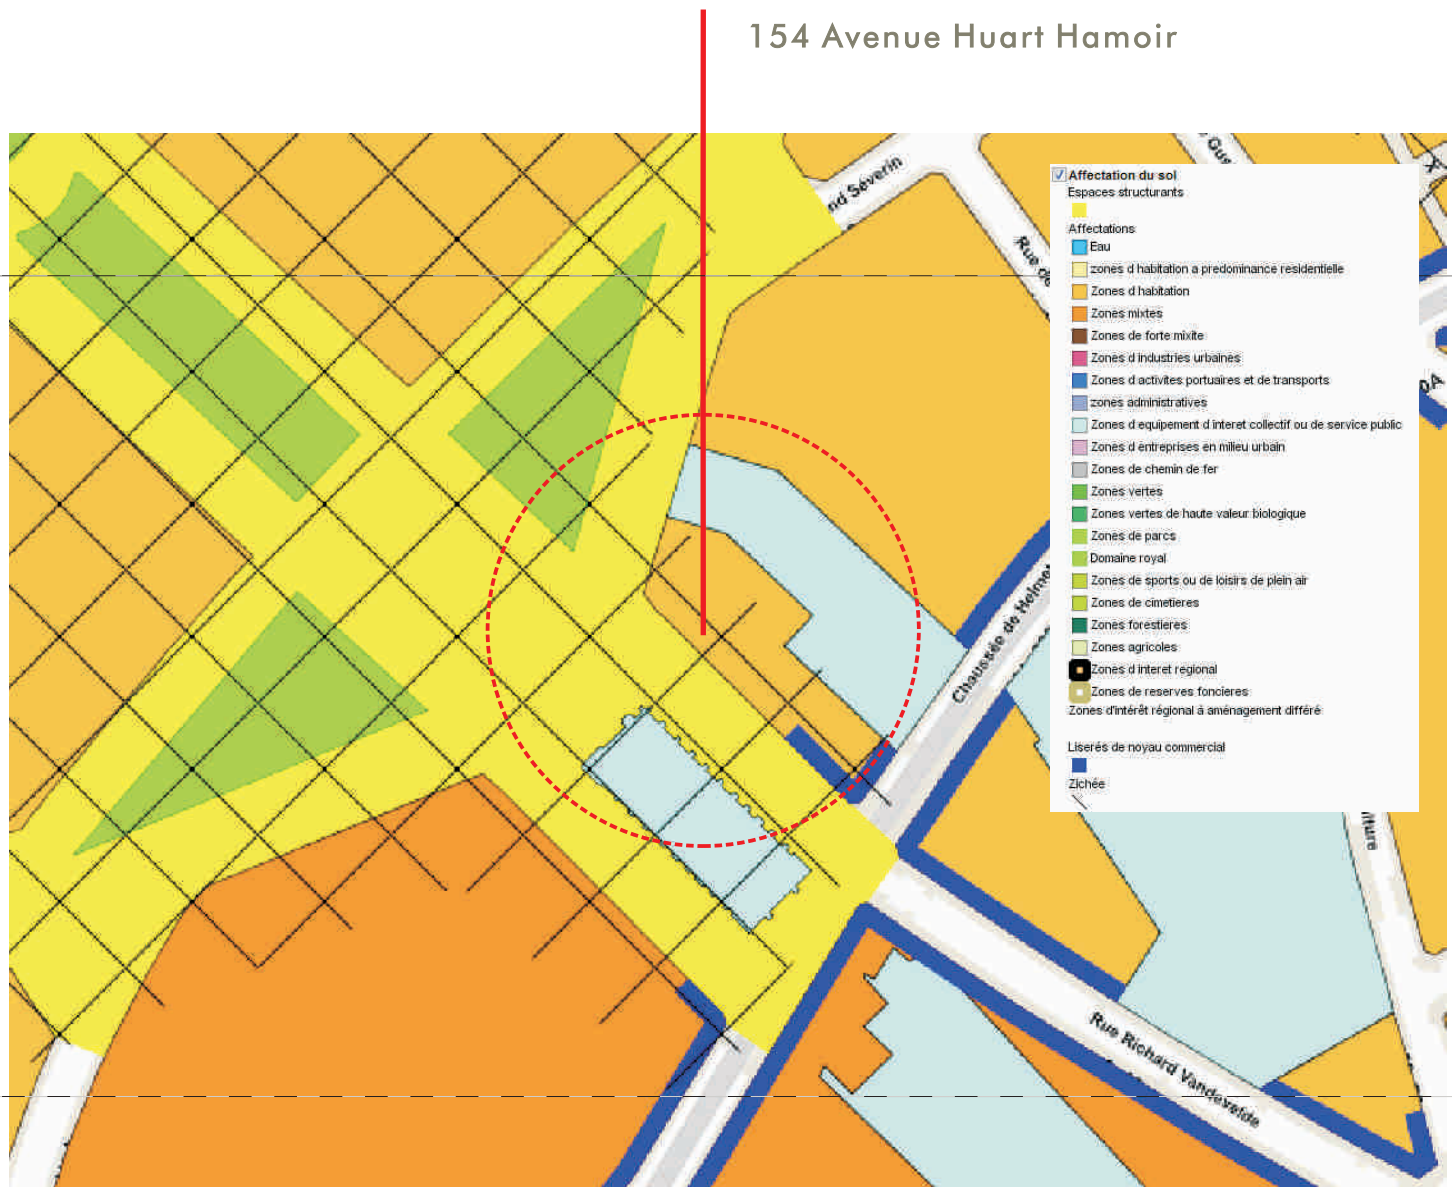 154 Avenue Huart Hamoir
nd Séverin
Gus
Rue de
Affectation du sol
Espaces structurants
Affectations
Eau
zones d habitation a predominance residentielle
Zones d habitation
Zones mixtes
Zones de forte mixite
Zones d industries urbaines
Zones d activites portuaires et de transports
zones administratives
Zones d equipement d interet collectif ou de service public
Zones d entreprises en milieu urbain
Zones de chemin de fer
Zones vertes
Zones vertes de haute valeur biologique
Zones de parcs
Domaine royal
Zones de sports ou de loisirs de plein air
Zones de cimetieres
Zones forestieres
Zones agricoles
Zones d interet regional
Zones de reserves foncieres
Zones d'intérêt régional à aménagement différé
Liserés de noyau commercial
Zichée
Chaussée de Helmet
lture
Rue Richard Vandevelde